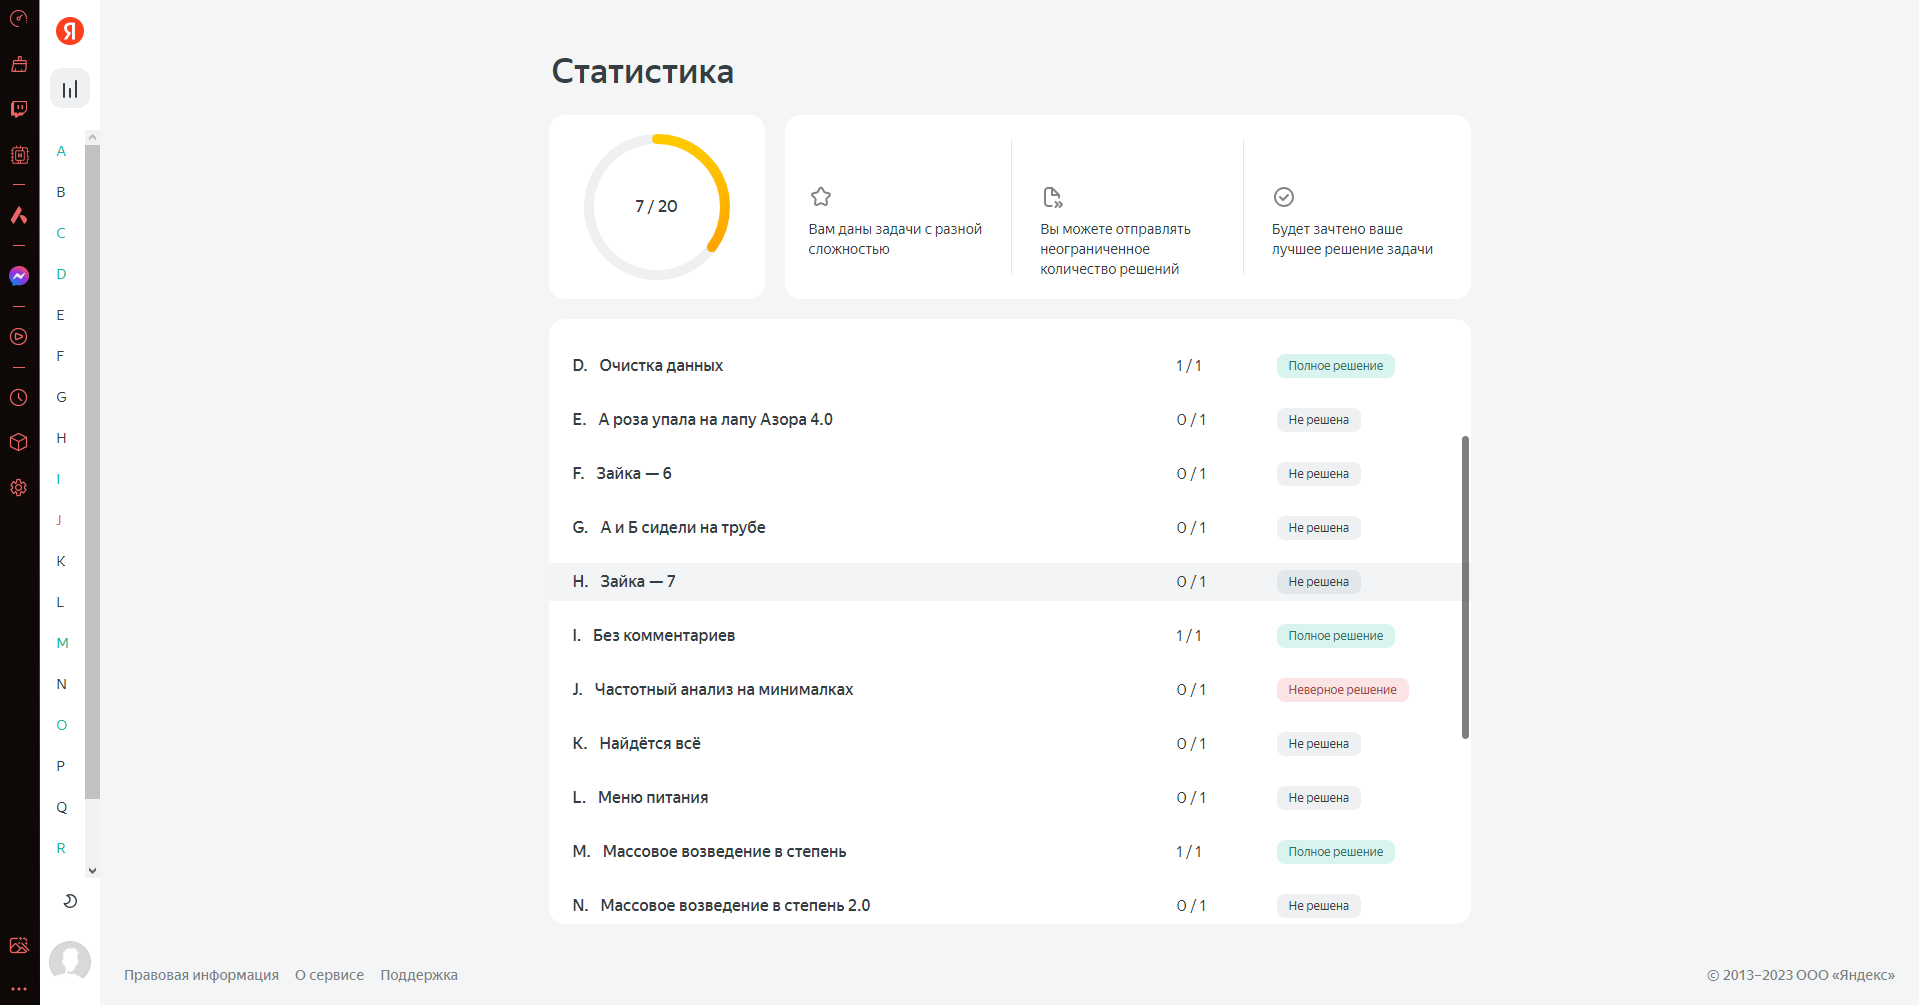 Я
A
B
C
D
E
F
G
H
I
J
K
L
M
N
O
P
Q
R
Статистика
7 / 20
Вам даны задачи с разной
сложностью
Вы можете отправлять
неограниченное
количество решений
Будет зачтено ваше
лучшее решение задачи
D. Очистка данных 1 / 1 Полное решение
E. А роза упала на лапу Азора 4.0 0 / 1 Не решена
F. Зайка — 6 0 / 1 Не решена
G. А и Б сидели на трубе 0 / 1 Не решена
H. Зайка — 7 0 / 1 Не решена
I. Без комментариев 1 / 1 Полное решение
J. Частотный анализ на минималках 0 / 1 Неверное решение
K. Найдётся всё 0 / 1 Не решена
L. Меню питания 0 / 1 Не решена
M. Массовое возведение в степень 1 / 1 Полное решение
N. Массовое возведение в степень 2.0 0 / 1 Не решена
Правовая информация О сервисе Поддержка
© 2013–2023 ООО «Яндекс»